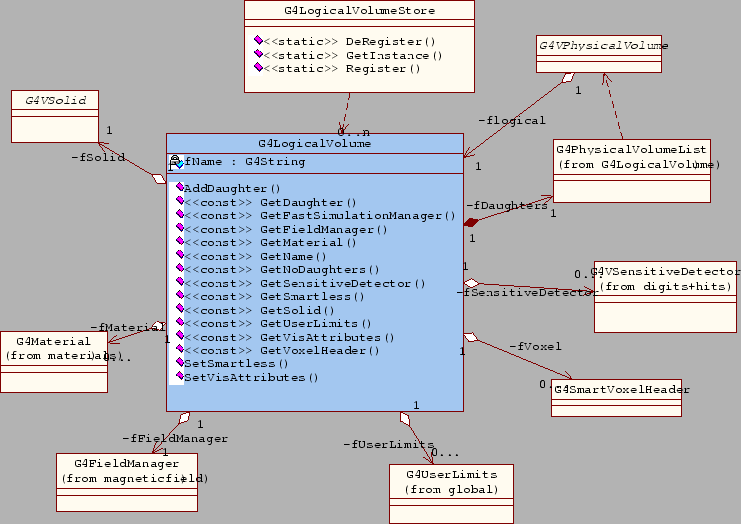 G4LogicalVolumeStore
<<static>> DeRegister()
<<static>> GetInstance()
<<static>> Register()
G4VPhysicalVolume
1
G4VSolid
1
-fSolid
0..n
-flogical
1
G4LogicalVolume
fName : G4String
1
AddDaughter()
<<const>> GetDaughter()
<<const>> GetFastSimulationManager()
<<const>> GetFieldManager()
<<const>> GetMaterial()
<<const>> GetName()
<<const>> GetNoDaughters()
<<const>> GetSensitiveDetector()
<<const>> GetSmartless()
<<const>> GetSolid()
<<const>> GetUserLimits()
<<const>> GetVisAttributes()
<<const>> GetVoxelHeader()
SetSmartless()
SetVisAttributes()
G4PhysicalVolumeList
(from G4LogicalVolume)
-fDaughters
1
1
1
0...
G4VSensitiveDetector
(from digits+hits)
-fSensitiveDetector
-fMaterial
1
G4Material
(from materials)
0...
-fVoxel
1
0..
G4SmartVoxelHeader
1
-fFieldManager
1
G4FieldManager
(from magneticfield)
1
-fUserLimits
0...
G4UserLimits
(from global)